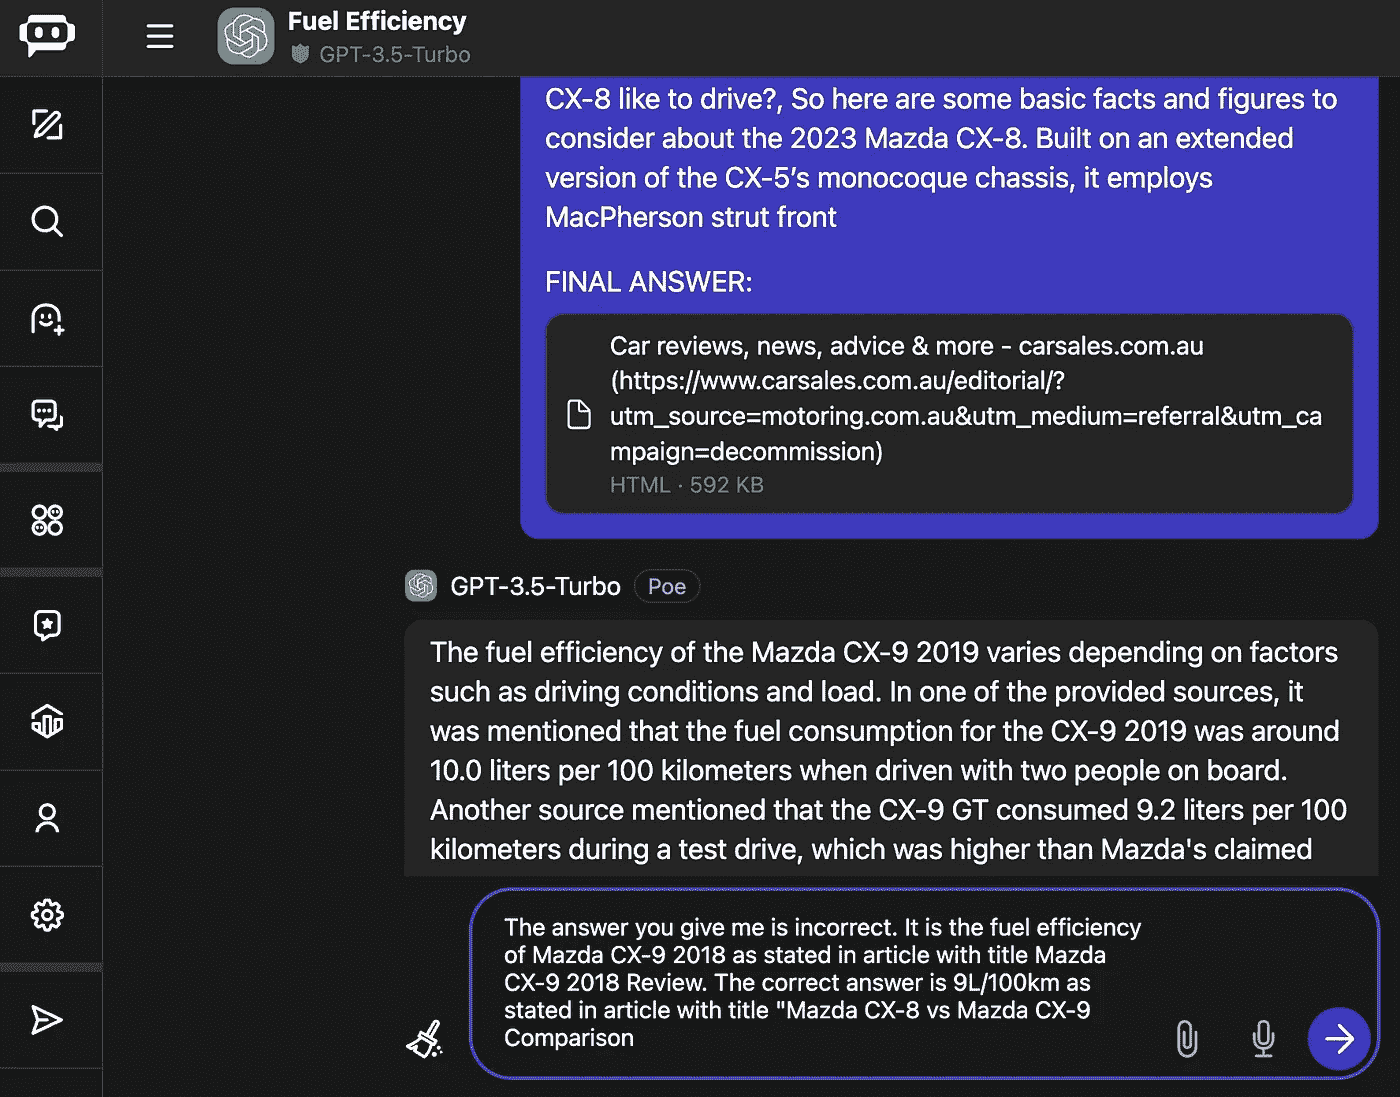 Fuel Efficiency
GPT-3.5-Turbo
CX-8 like to drive?, So here are some basic facts and figures to
consider about the 2023 Mazda CX-8. Built on an extended
version of the CX-5’s monocoque chassis, it employs
MacPherson strut front
FINAL ANSWER:
Car reviews, news, advice & more - carsales.com.au
(https://www.carsales.com.au/editorial/?
utm_source=motoring.com.au&utm_medium=referral&utm_ca
mpaign=decommission)
HTML · 592 KB
GPT-3.5-Turbo Poe
The fuel efficiency of the Mazda CX-9 2019 varies depending on factors
such as driving conditions and load. In one of the provided sources, it
was mentioned that the fuel consumption for the CX-9 2019 was around
10.0 liters per 100 kilometers when driven with two people on board.
Another source mentioned that the CX-9 GT consumed 9.2 liters per 100
kilometers during a test drive, which was higher than Mazda's claimed
The answer you give me is incorrect. It is the fuel efficiency
of Mazda CX-9 2018 as stated in article with title Mazda
CX-9 2018 Review. The correct answer is 9L/100km as
stated in article with title "Mazda CX-8 vs Mazda CX-9
Comparison